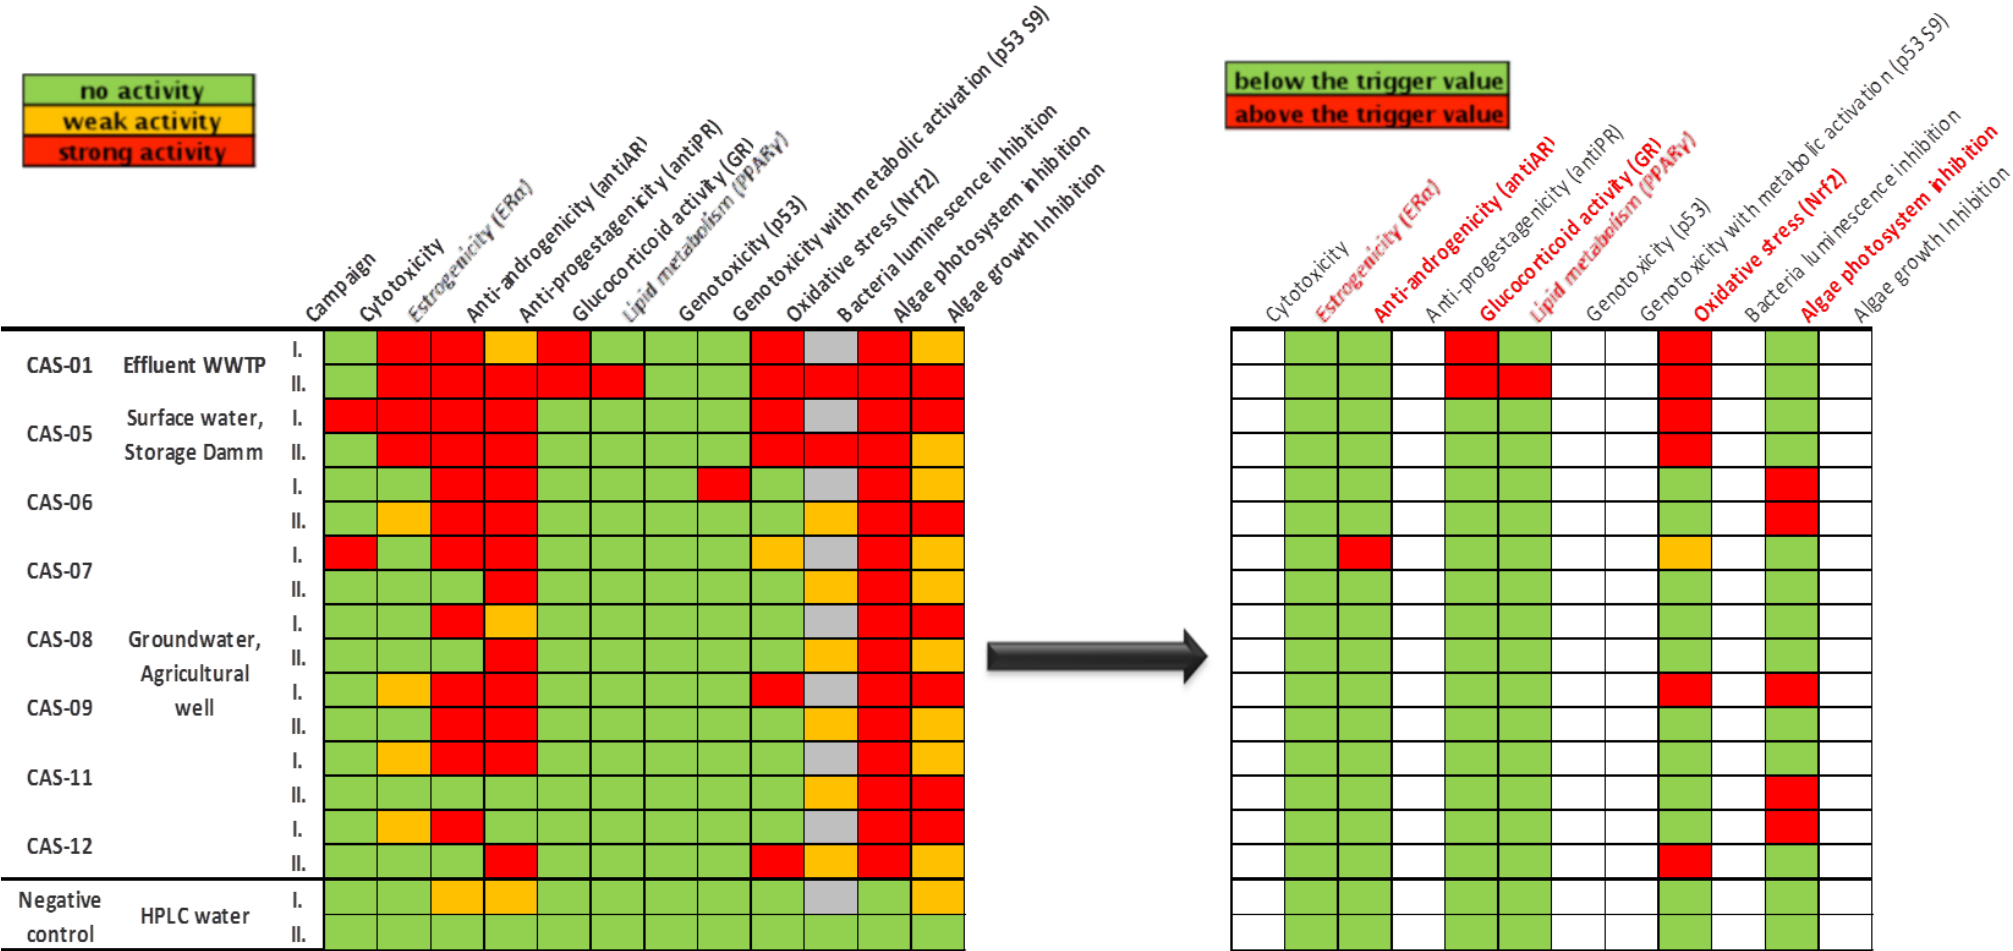 no activity
weak activity
strong activity
Campaign
Cytotoxicity
Estrogenicity (ERα)
Anti-androgenicity (antiAR)
Anti-progestagenicity (antiPR)
Glucocorticoid activity (GR)
Lipid metabolism (PPARγ)
Genotoxicity (p53)
Genotoxicity with metabolic activation (p53 S9)
Oxidative stress (Nrf2)
Bacteria luminescence inhibition
Algae photosystem inhibition
Algae growth Inhibition
below the trigger value
above the trigger value
Cytotoxicity
Estrogenicity (ERα)
Anti-androgenicity (antiAR)
Anti-progestagenicity (antiPR)
Glucocorticoid activity (GR)
Lipid metabolism (PPARγ)
Genotoxicity (p53)
Genotoxicity with metabolic activation (p53 S9)
Oxidative stress (Nrf2)
Bacteria luminescence inhibition
Algae photosystem inhibition
Algae growth Inhibition
CAS-01 Effluent WWTP I.
II.
CAS-05 Surface water, I.
Storage Damm II.
CAS-06 I.
II.
CAS-07 I.
II.
CAS-08 Groundwater, I.
Agricultural II.
CAS-09 well I.
II.
CAS-11 I.
II.
CAS-12 I.
II.
Negative control HPLC water I.
II.